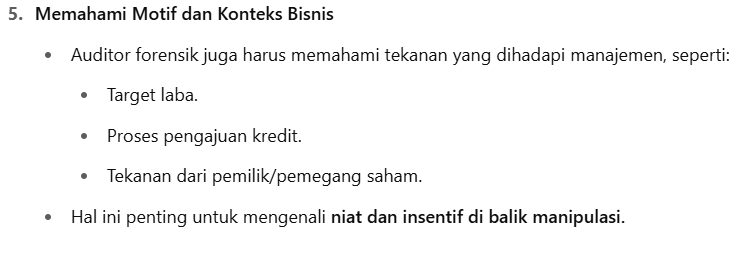 5. Memahami Motif dan Konteks Bisnis
• Auditor forensik juga harus memahami tekanan yang dihadapi manajemen, seperti:
• Target laba.
• Proses pengajuan kredit.
• Tekanan dari pemilik/pemegang saham.
• Hal ini penting untuk mengenali niat dan insentif di balik manipulasi.